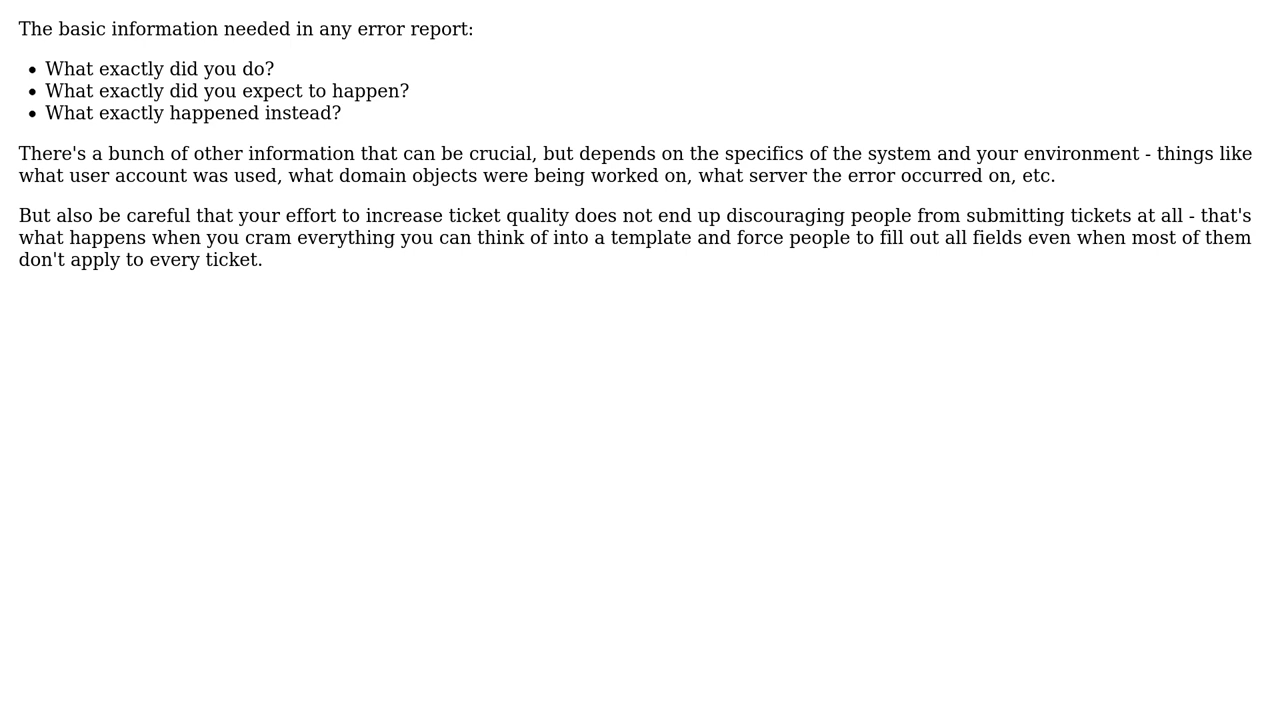 The basic information needed in any error report:
• What exactly did you do?
• What exactly did you expect to happen?
• What exactly happened instead?
There's a bunch of other information that can be crucial, but depends on the specifics of the system and your environment - things like
what user account was used, what domain objects were being worked on, what server the error occurred on, etc.
But also be careful that your effort to increase ticket quality does not end up discouraging people from submitting tickets at all - that's
what happens when you cram everything you can think of into a template and force people to fill out all fields even when most of them
don't apply to every ticket.